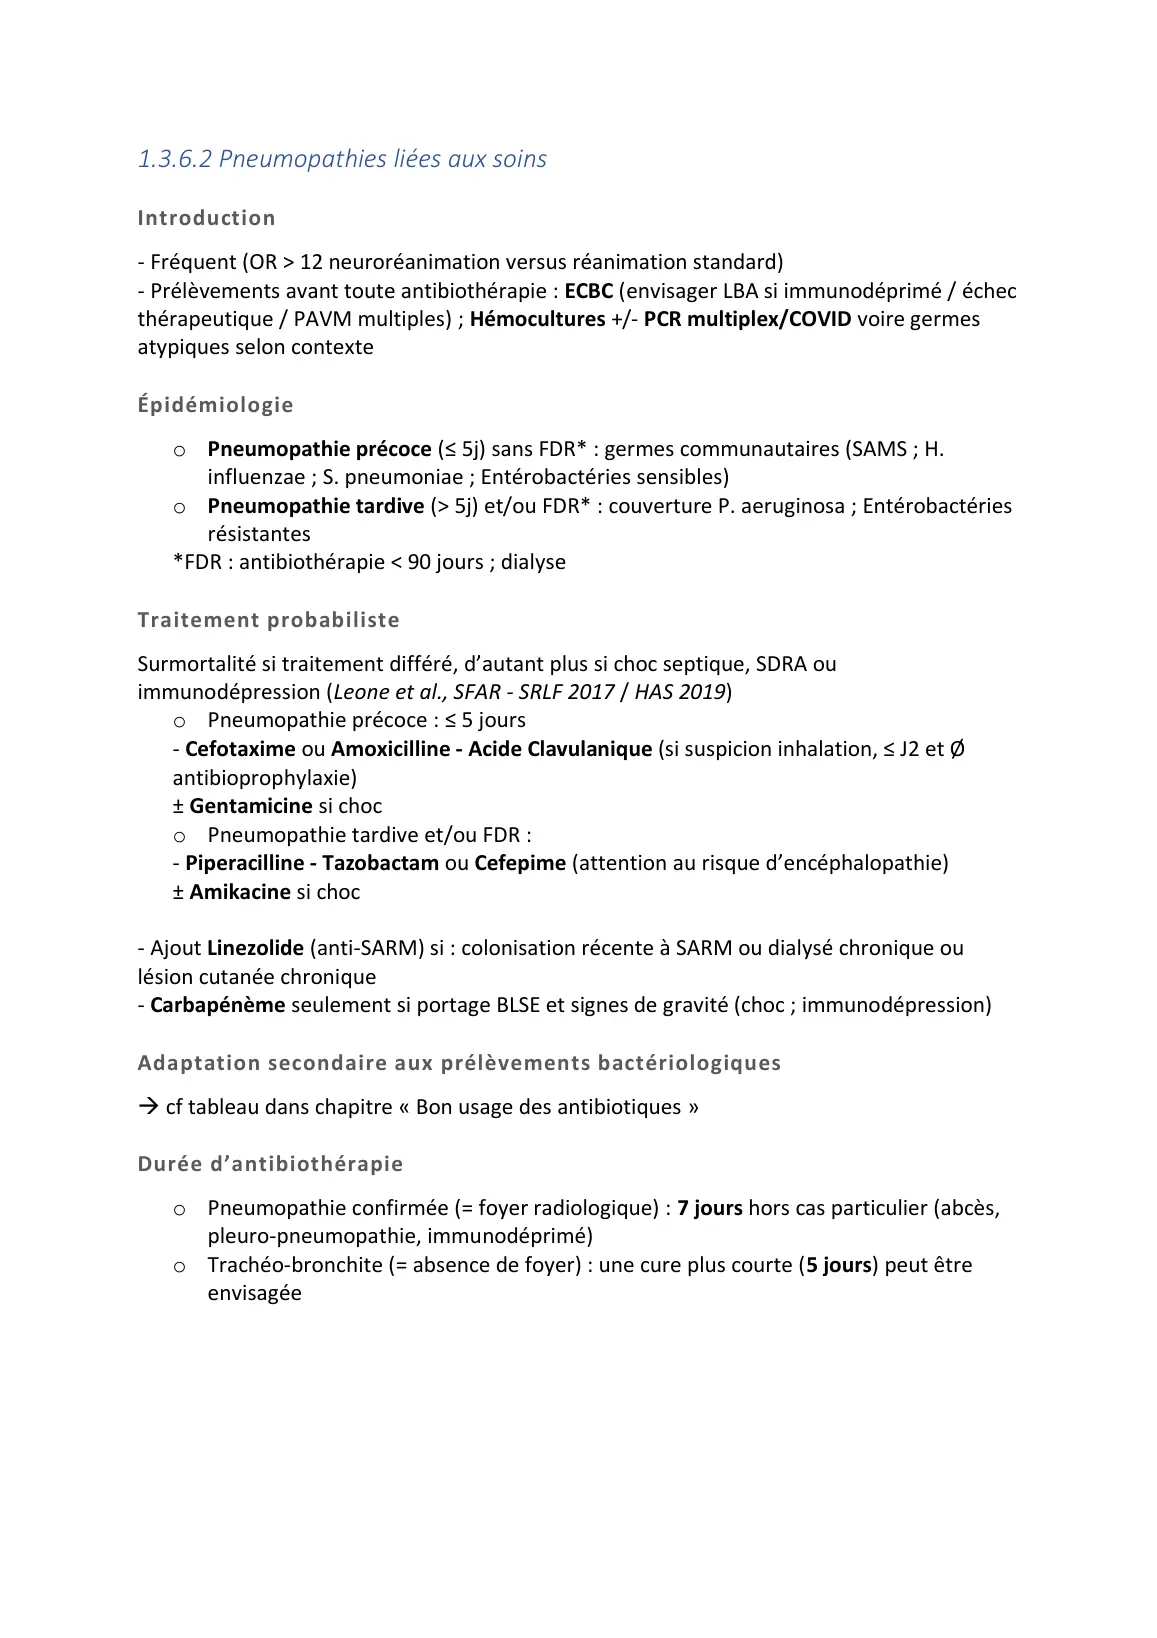 1.3.6.2 Pneumopathies liées aux soins
Introduction
- Fréquent (OR > 12 neuroréanimation versus réanimation standard)
- Prélèvements avant toute antibiothérapie : ECBC (envisager LBA si immunodéprimé / échec
thérapeutique / PAVM multiples) ; Hémocultures +/- PCR multiplex/COVID voire germes
atypiques selon contexte
Épidémiologie
o Pneumopathie précoce (≤ 5j) sans FDR* : germes communautaires (SAMS ; H.
influenzae ; S. pneumoniae ; Entérobactéries sensibles)
o Pneumopathie tardive (> 5j) et/ou FDR* : couverture P. aeruginosa ; Entérobactéries
résistantes
*FDR : antibiothérapie < 90 jours ; dialyse
Traitement probabiliste
Surmortalité si traitement différé, d’autant plus si choc septique, SDRA ou
immunodépression (Leone et al., SFAR - SRLF 2017 / HAS 2019)
o Pneumopathie précoce : ≤ 5 jours
- Cefotaxime ou Amoxicilline - Acide Clavulanique (si suspicion inhalation, ≤ J2 et Ø
antibioprophylaxie)
± Gentamicine si choc
o Pneumopathie tardive et/ou FDR :
- Piperacilline - Tazobactam ou Cefepime (attention au risque d’encéphalopathie)
± Amikacine si choc
- Ajout Linezolide (anti-SARM) si : colonisation récente à SARM ou dialysé chronique ou
lésion cutanée chronique
- Carbapénème seulement si portage BLSE et signes de gravité (choc ; immunodépression)
Adaptation secondaire aux prélèvements bactériologiques
→ cf tableau dans chapitre « Bon usage des antibiotiques »
Durée d’antibiothérapie
o Pneumopathie confirmée (= foyer radiologique) : 7 jours hors cas particulier (abcès,
pleuro-pneumopathie, immunodéprimé)
o Trachéo-bronchite (= absence de foyer) : une cure plus courte (5 jours) peut être
envisagée